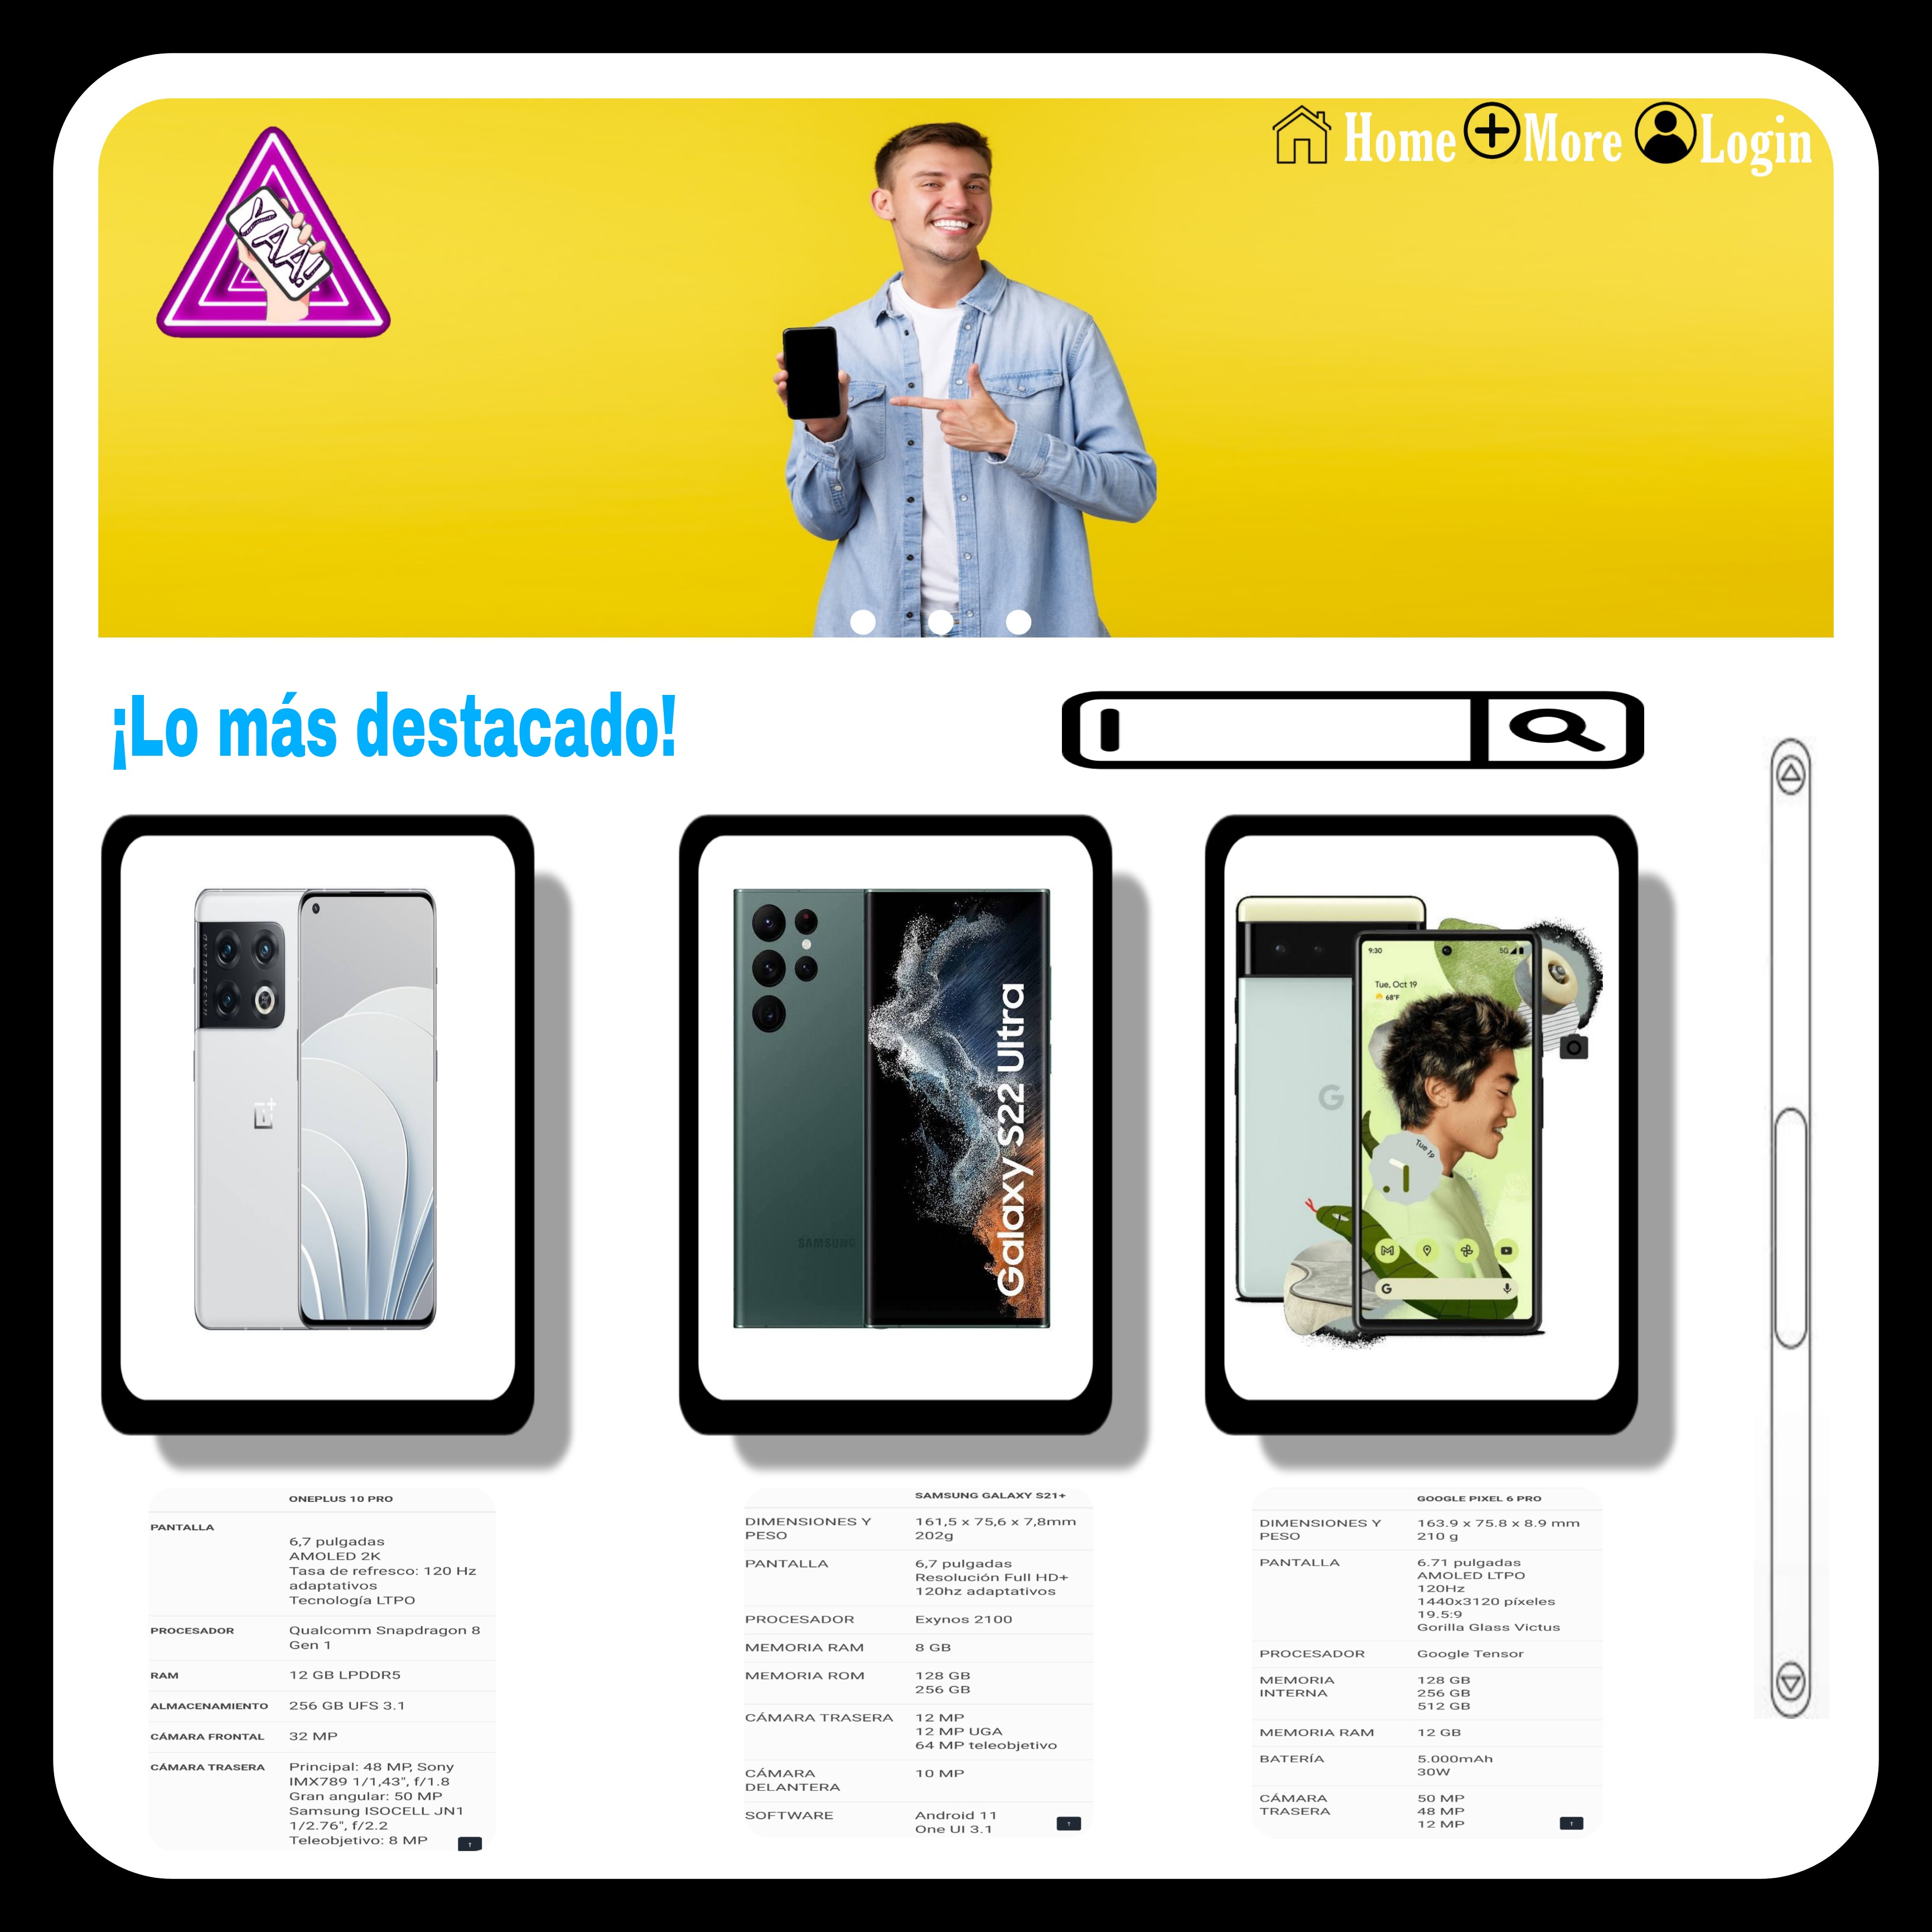 Home More Login
YAA!
¡Lo más destacado!
HASSELBLAD
SAMSUNG
Galaxy S22 Ultra
9:30 5G
Tue, Oct 19
68°F
G
Tue 19
G
ONEPLUS 10 PRO
PANTALLA
6,7 pulgadas
AMOLED 2K
Tasa de refresco: 120 Hz
adaptativos
Tecnología LTPO
PROCESADOR Qualcomm Snapdragon 8
Gen 1
RAM 12 GB LPDDR5
ALMACENAMIENTO 256 GB UFS 3.1
CÁMARA FRONTAL 32 MP
CÁMARA TRASERA Principal: 48 MP, Sony
IMX789 1/1,43", f/1.8
Gran angular: 50 MP
Samsung ISOCELL JN1
1/2.76", f/2.2
Teleobjetivo: 8 MP
SAMSUNG GALAXY S21+
DIMENSIONES Y 161,5 x 75,6 x 7,8mm
PESO 202g
PANTALLA 6,7 pulgadas
Resolución Full HD+
120hz adaptativos
PROCESADOR Exynos 2100
MEMORIA RAM 8 GB
MEMORIA ROM 128 GB
256 GB
CÁMARA TRASERA 12 MP
12 MP UGA
64 MP teleobjetivo
CÁMARA 10 MP
DELANTERA
SOFTWARE Android 11
One UI 3.1
GOOGLE PIXEL 6 PRO
DIMENSIONES Y 163.9 x 75.8 x 8.9 mm
PESO 210 g
PANTALLA 6.71 pulgadas
AMOLED LTPO
120Hz
1440x3120 píxeles
19.5:9
Gorilla Glass Victus
PROCESADOR Google Tensor
MEMORIA 128 GB
INTERNA 256 GB
512 GB
MEMORIA RAM 12 GB
BATERÍA 5.000mAh
30W
CÁMARA 50 MP
TRASERA 48 MP
12 MP